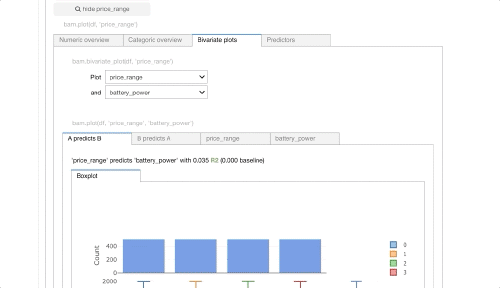 hide price_range
bam.plot(df, 'price_range')
Numeric overview Categoric overview Bivariate plots Predictors
bam.bivariate_plot(df, 'price_range')
Plot price_range
and battery_power
bam.plot(df, 'price_range', 'battery_power')
A predicts B B predicts A price_range battery_power
'price_range' predicts 'battery_power' with 0.035 R2 (0.000 baseline)
Boxplot
Count
400
200
0
2000
0
1
2
3